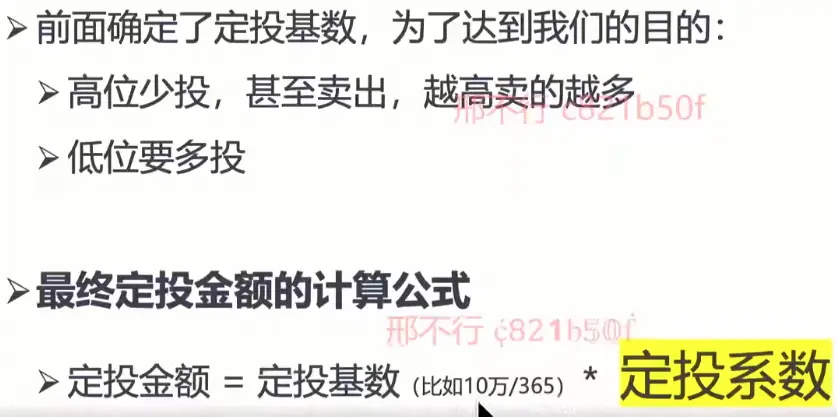 ➢前面确定了定投基数，为了达到我们的目的：
➢高位少投，甚至卖出，越高卖的越多
邢不行 c821b50f
➢低位要多投
➢最终定投金额的计算公式
邢不行 c821b50f
➢定投金额 = 定投基数（比如10万/365） * 定投系数